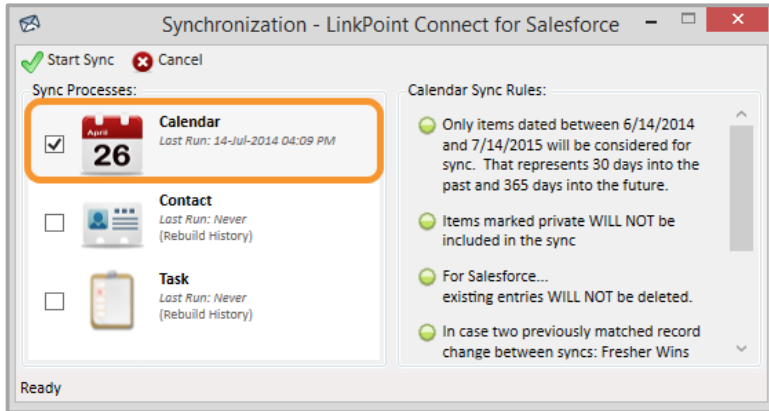 Synchronization - LinkPoint Connect for Salesforce
Start Sync Cancel
Sync Processes:
April
26
Calendar
Last Run: 14-Jul-2014 04:09 PM
Contact
Last Run: Never
(Rebuild History)
Task
Last Run: Never
(Rebuild History)
Calendar Sync Rules:
Only items dated between 6/14/2014
and 7/14/2015 will be considered for
sync. That represents 30 days into the
past and 365 days into the future.
Items marked private WILL NOT be
included in the sync
For Salesforce...
existing entries WILL NOT be deleted.
In case two previously matched record
change between syncs: Fresher Wins
Ready